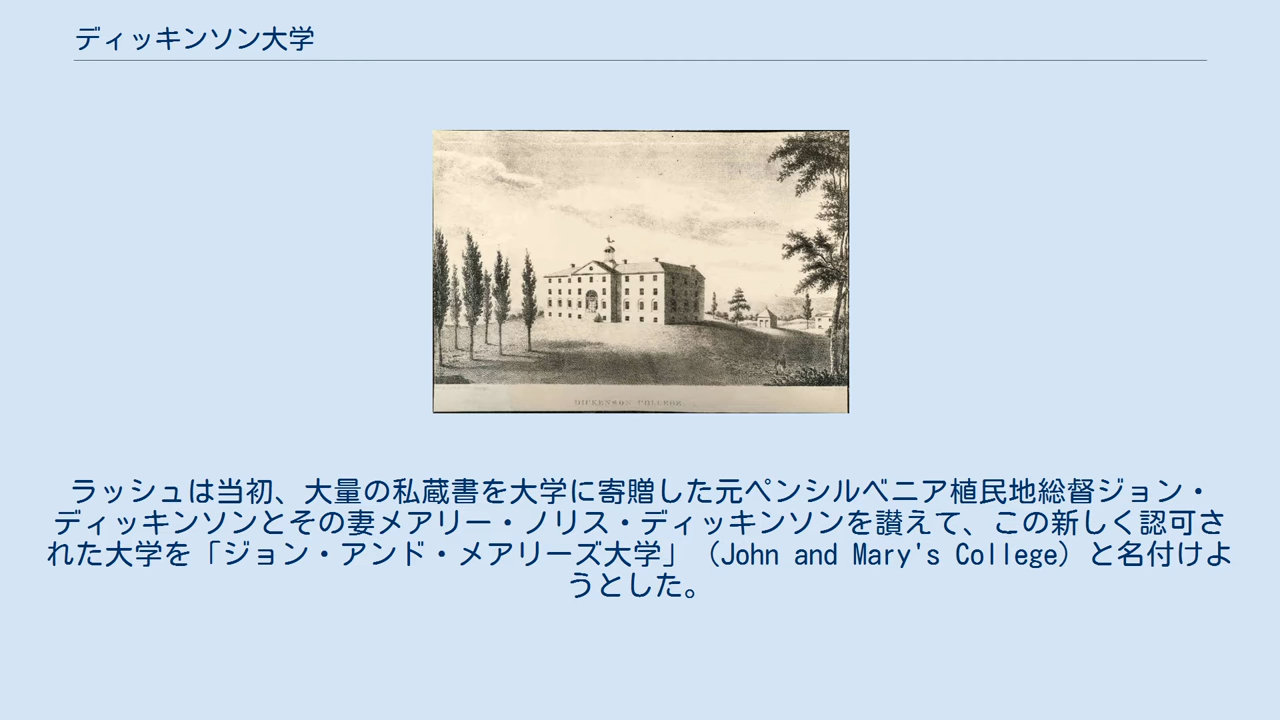 ディッキンソン大学
DICKENSON COLLEGE.
ラッシュは当初、大量の私蔵書を大学に寄贈した元ペンシルベニア植民地総督ジョン・
ディッキンソンとその妻メアリー・ノリス・ディッキンソンを讃えて、この新しく認可さ
れた大学を「ジョン・アンド・メアリーズ大学」（John and Mary's College）と名付けよ
うとした。